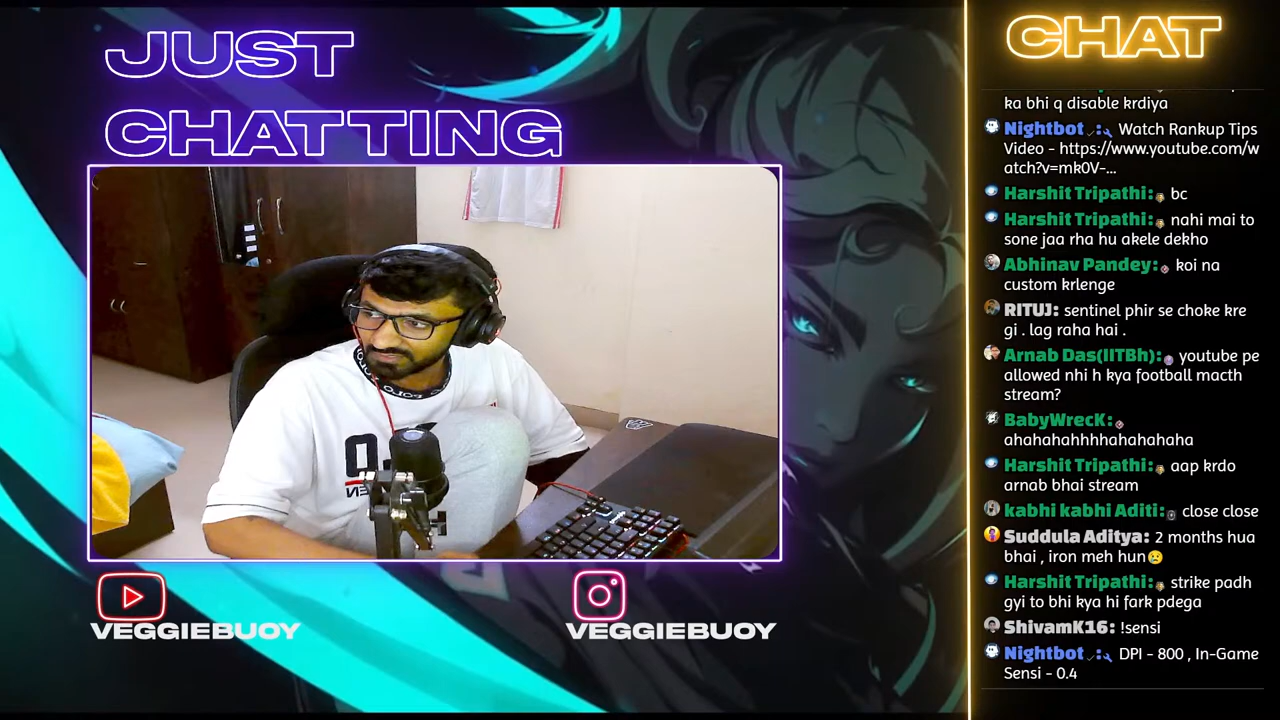 JUST
CHATTING
VEGGIEBUOY
VEGGIEBUOY
CHAT
ka bhi q disable krdiya
Nightbot : Watch Rankup Tips
Video - https://www.youtube.com/w
atch?v=mk0V-...
Harshit Tripathi: bc
Harshit Tripathi: nahi mai to
sone jaa rha hu akele dekho
Abhinav Pandey: koi na
custom krlenge
RITUJ: sentinel phir se choke kre
gi . lag raha hai .
Arnab Das(IITBh): youtube pe
allowed nhi h kya football macth
stream?
BabyWrecK:
ahahahahhhhahahahaha
Harshit Tripathi: aap krdo
arnab bhai stream
kabhi kabhi Aditi: close close
Suddula Aditya: 2 months hua
bhai , iron meh hun😢
Harshit Tripathi: strike padh
gyi to bhi kya hi fark pdega
ShivamK16: !sensi
Nightbot : DPI - 800 , In-Game
Sensi - 0.4